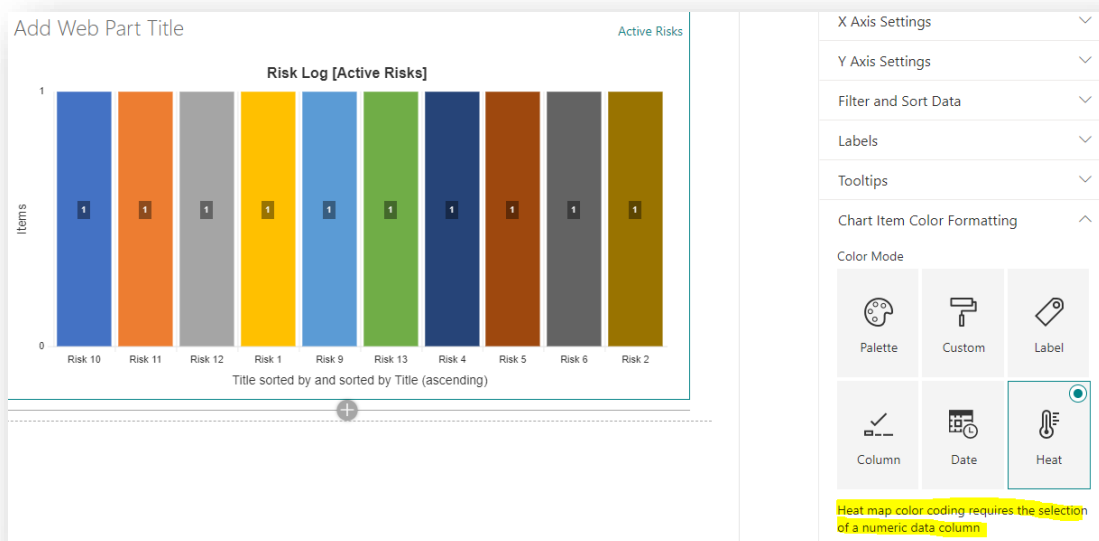 Add Web Part Title
Active Risks
Risk Log [Active Risks]
1
0
Items
1 1 1 1 1 1 1 1 1 1
Risk 10 Risk 11 Risk 12 Risk 1 Risk 9 Risk 13 Risk 4 Risk 5 Risk 6 Risk 2
Title sorted by and sorted by Title (ascending)
X Axis Settings
Y Axis Settings
Filter and Sort Data
Labels
Tooltips
Chart Item Color Formatting
Color Mode
Palette Custom Label
Column Date Heat
Heat map color coding requires the selection
of a numeric data column